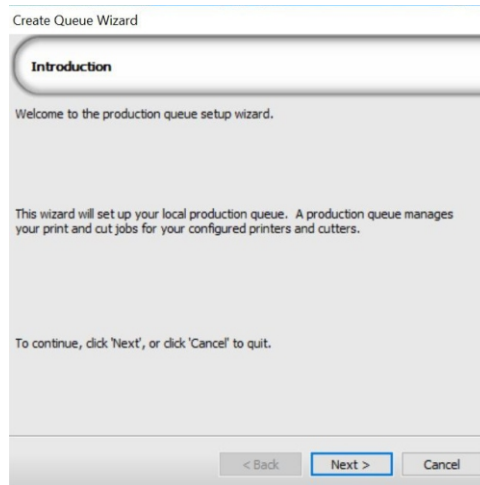 Create Queue Wizard
Introduction
Welcome to the production queue setup wizard.
This wizard will set up your local production queue.  A production queue manages
your print and cut jobs for your configured printers and cutters.
To continue, click 'Next', or click 'Cancel' to quit.
< Back Next > Cancel